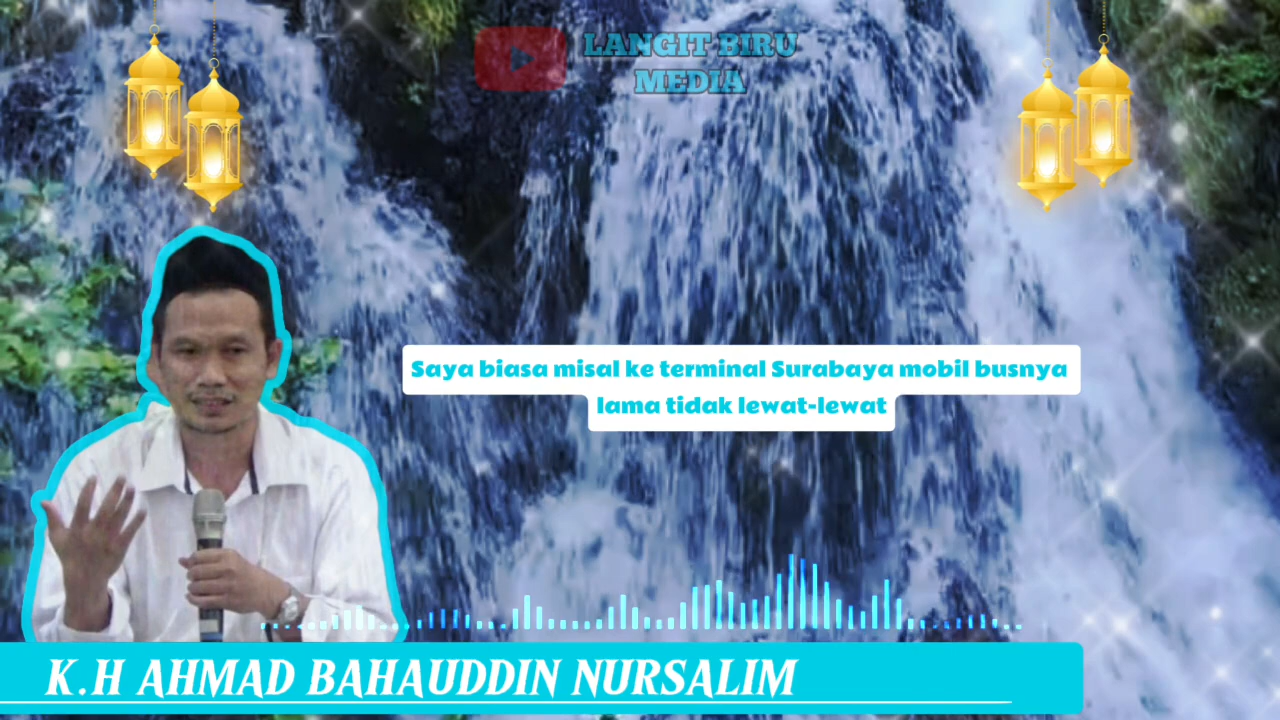 LANGIT BIRU
MEDIA
Saya biasa misal ke terminal Surabaya mobil busnya
lama tidak lewat-lewat
K.H AHMAD BAHAUDDIN NURSALIM